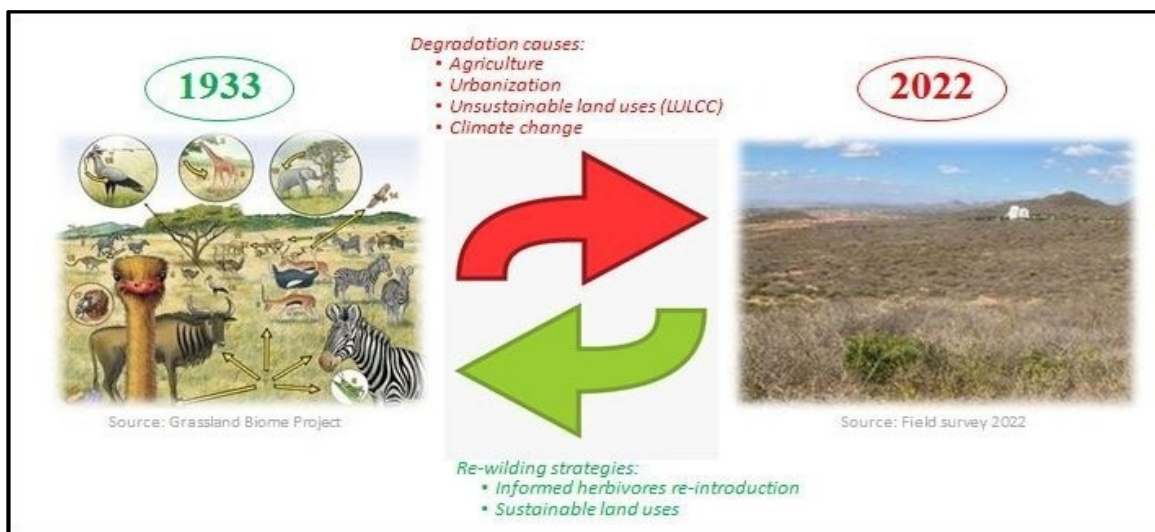 1933
Degradation causes:
• Agriculture
• Urbanization
• Unsustainable land uses (LULCC)
• Climate change
2022
Source: Grassland Biome Project
Source: Field survey 2022
Re-wilding strategies:
• Informed herbivores re-introduction
• Sustainable land uses